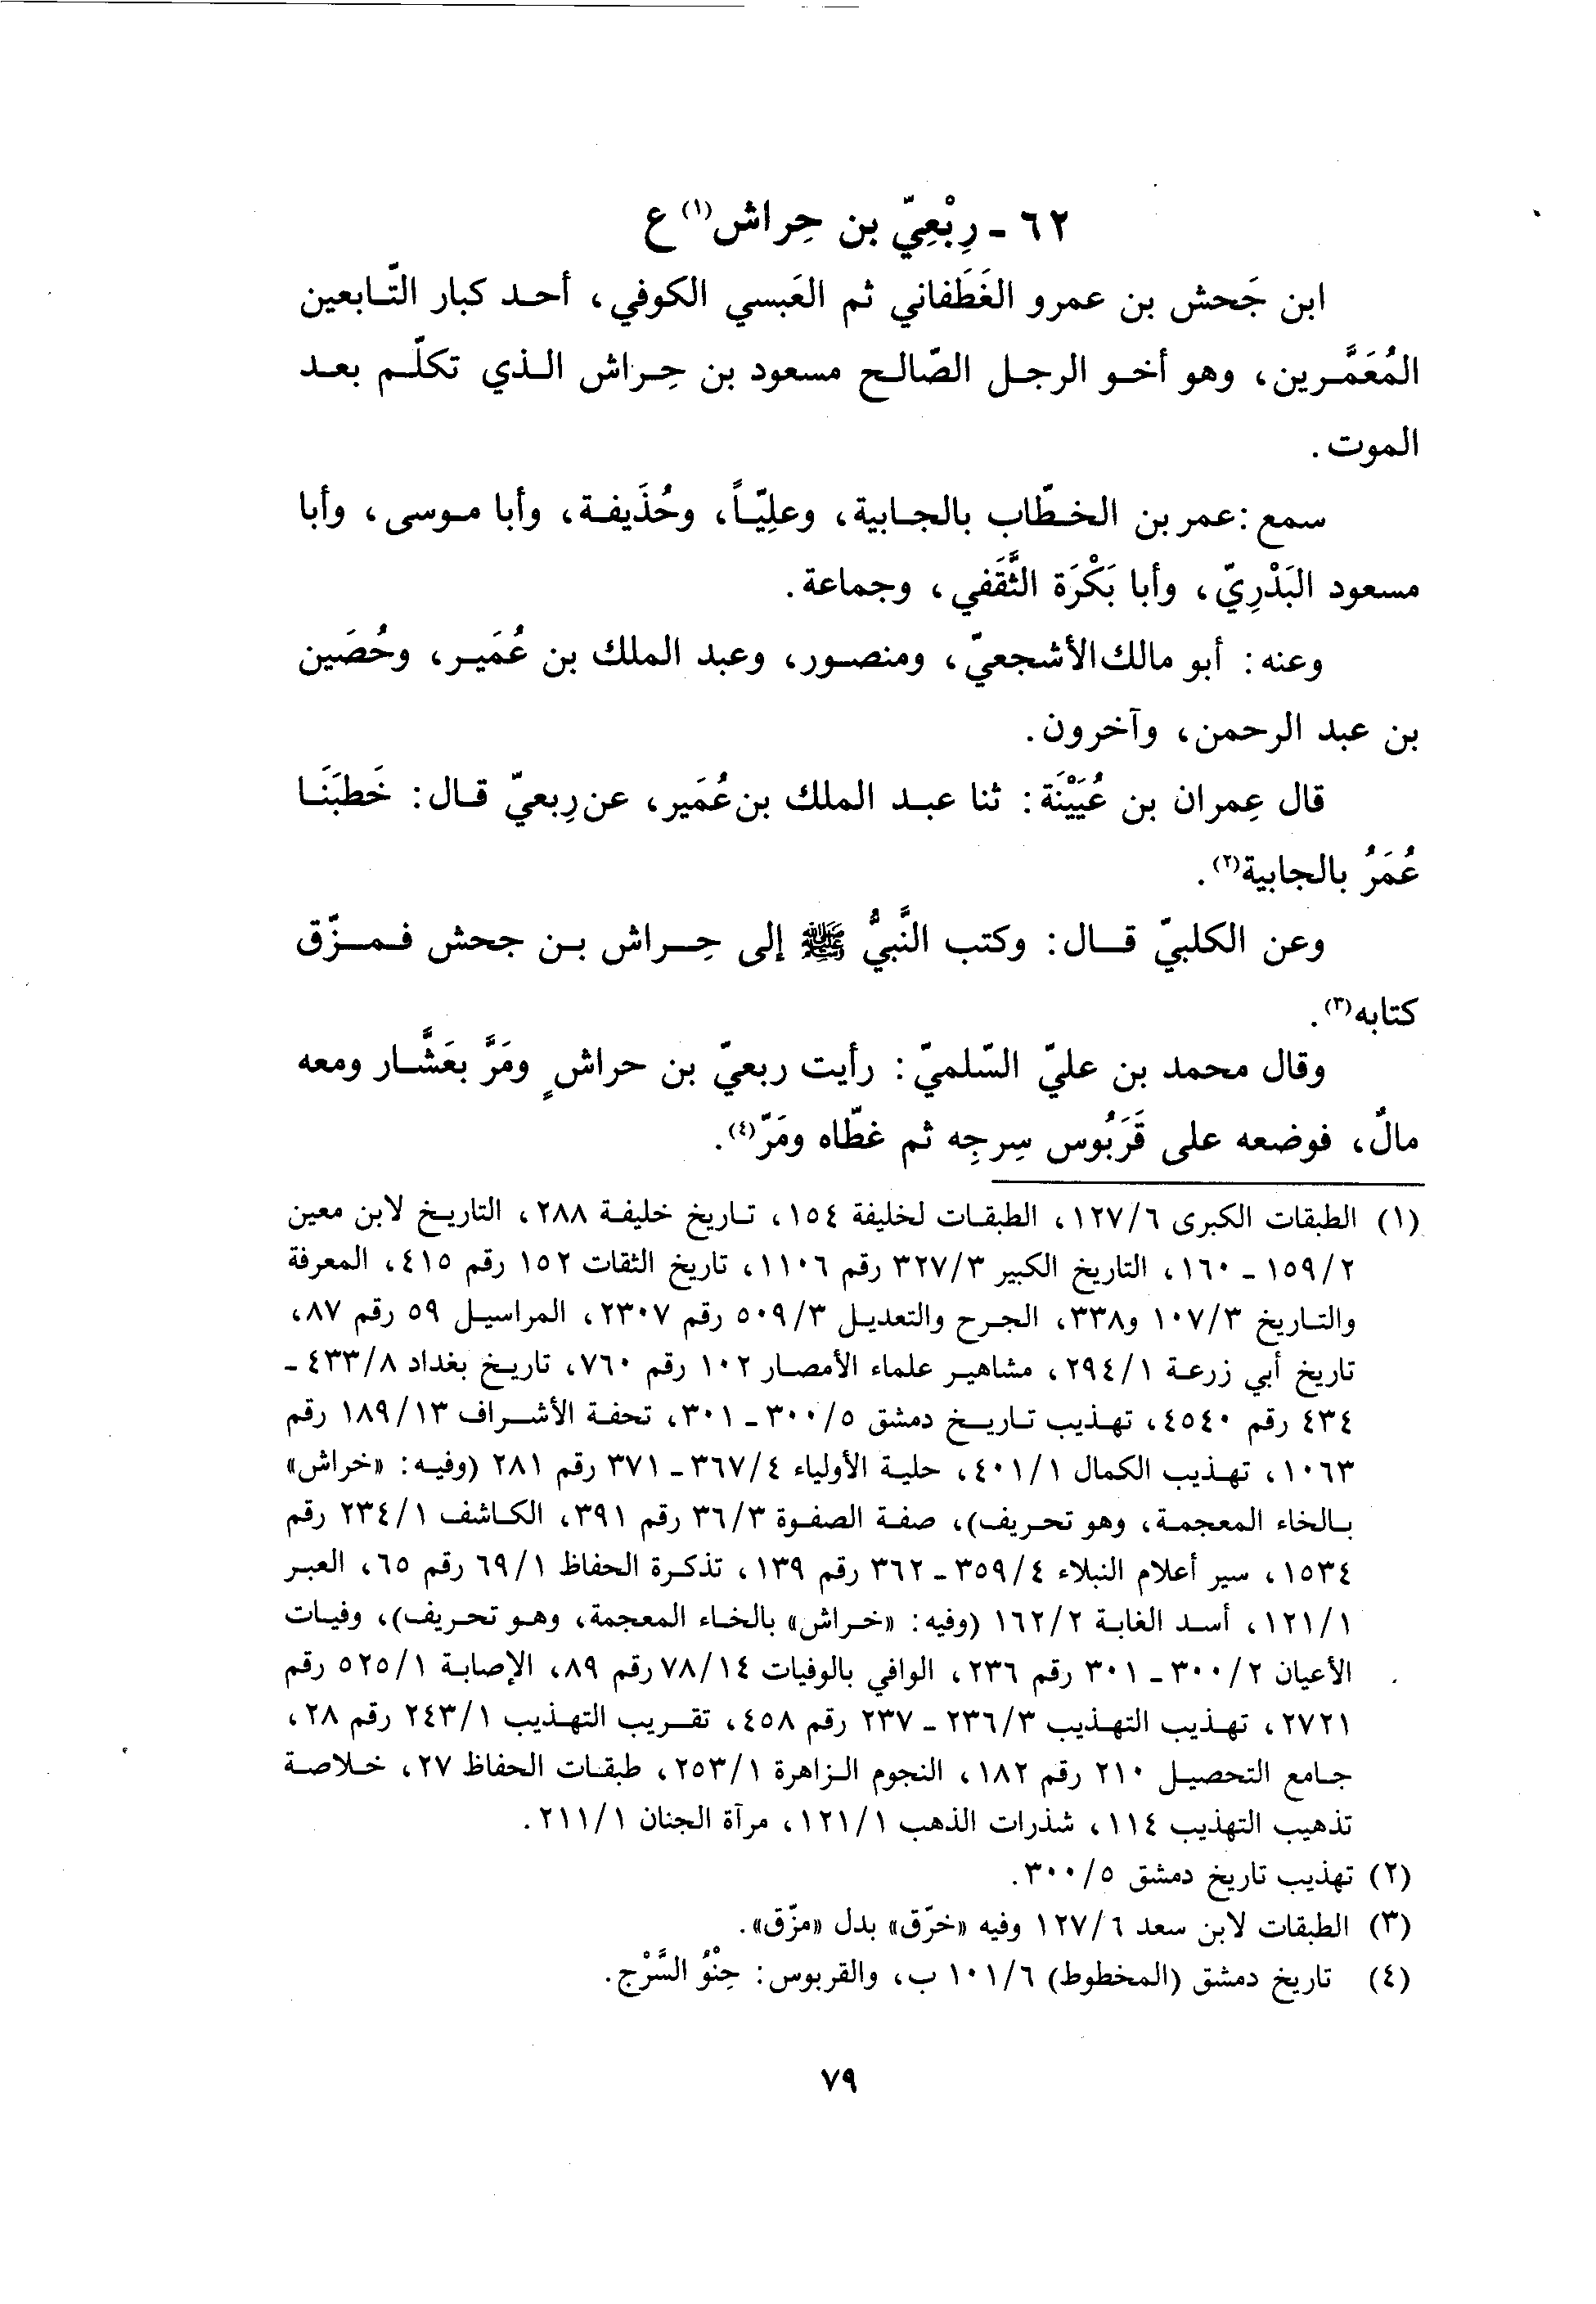 ٦٢ - رِبْعِيّ بن حِراش(١) ع
ابن جَحش بن عمرو الغَطَفاني ثم العَبسي الكوفي، أحد كبار التّابعين
المُعَمَّرين، وهو أخو الرجل الصّالح مسعود بن حِراش الذي تكلّم بعد
الموت.
سمع: عمر بن الخطّاب بالجابية، وعلِيّاً، وحُذَيفة، وأبا موسى، وأبا
مسعود البَدْرِيّ، وأبا بَكْرَة الثَّقَفي، وجماعة.
وعنه: أبو مالك الأشجعيّ، ومنصور، وعبد الملك بن عُمَير، وحُصَين
بن عبد الرحمن، وآخرون.
قال عِمران بن عُيَيْنَة: ثنا عبد الملك بن عُمَير، عن رِبعيّ قال: خَطبَنَا
عُمَرُ بالجابية(٢).
وعن الكلبيّ قال: وكتب النَّبيُّ ﷺ إلى حِراش بن جحش فمزّق
كتابه(٣).
وقال محمد بن عليّ السّلميّ: رأيت ربعيّ بن حراشٍ ومَرَّ بعَشَّار ومعه
مالٌ، فوضعه على قَرَبُوس سِرجِه ثم غطّاه ومَرّ(٤).
(١) الطبقات الكبرى ٦/١٢٧، الطبقات لخليفة ١٥٤، تاريخ خليفة ٢٨٨، التاريخ لابن معين
٢/١٥٩ - ١٦٠، التاريخ الكبير ٣/٣٢٧ رقم ١١٠٦، تاريخ الثقات ١٥٢ رقم ٤١٥، المعرفة
والتاريخ ٣/١٠٧ و٣٣٨، الجرح والتعديل ٣/٥٠٩ رقم ٢٣٠٧، المراسيل ٥٩ رقم ٨٧،
تاريخ أبي زرعة ١/٢٩٤، مشاهير علماء الأمصار ١٠٢ رقم ٧٦٠، تاريخ بغداد ٨/٤٣٣ -
٤٣٤ رقم ٤٥٤٠، تهذيب تاريخ دمشق ٥/٣٠٠ - ٣٠١، تحفة الأشراف ١٣/١٨٩ رقم
١٠٦٣، تهذيب الكمال ١/٤٠١، حلية الأولياء ٤/٣٦٧ - ٣٧١ رقم ٢٨١ (وفيه: «خراش»
بالخاء المعجمة، وهو تحريف)، صفة الصفوة ٣/٣٦ رقم ٣٩١، الكاشف ١/٢٣٤ رقم
١٥٣٤، سير أعلام النبلاء ٤/٣٥٩ - ٣٦٢ رقم ١٣٩، تذكرة الحفاظ ١/٦٩ رقم ٦٥، العبر
١/١٢١، أسد الغابة ٢/١٦٢ (وفيه: «خراش» بالخاء المعجمة، وهو تحريف)، وفيات
الأعيان ٢/٣٠٠ - ٣٠١ رقم ٢٣٦، الوافي بالوفيات ١٤/٧٨ رقم ٨٩، الإصابة ١/٥٢٥ رقم
٢٧٢١، تهذيب التهذيب ٣/٢٣٦ - ٢٣٧ رقم ٤٥٨، تقريب التهذيب ١/٢٤٣ رقم ٢٨،
جامع التحصيل ٢١٠ رقم ١٨٢، النجوم الزاهرة ١/٢٥٣، طبقات الحفاظ ٢٧، خلاصة
تذهيب التهذيب ١١٤، شذرات الذهب ١/١٢١، مرآة الجنان ١/٢١١.
(٢) تهذيب تاريخ دمشق ٥/٣٠٠.
(٣) الطبقات لابن سعد ٦/١٢٧ وفيه «خرّق» بدل «مزّق».
(٤) تاريخ دمشق (المخطوط) ٦/١٠١ ب، والقربوس: حِنْوُ السَّرْج.
٧٩